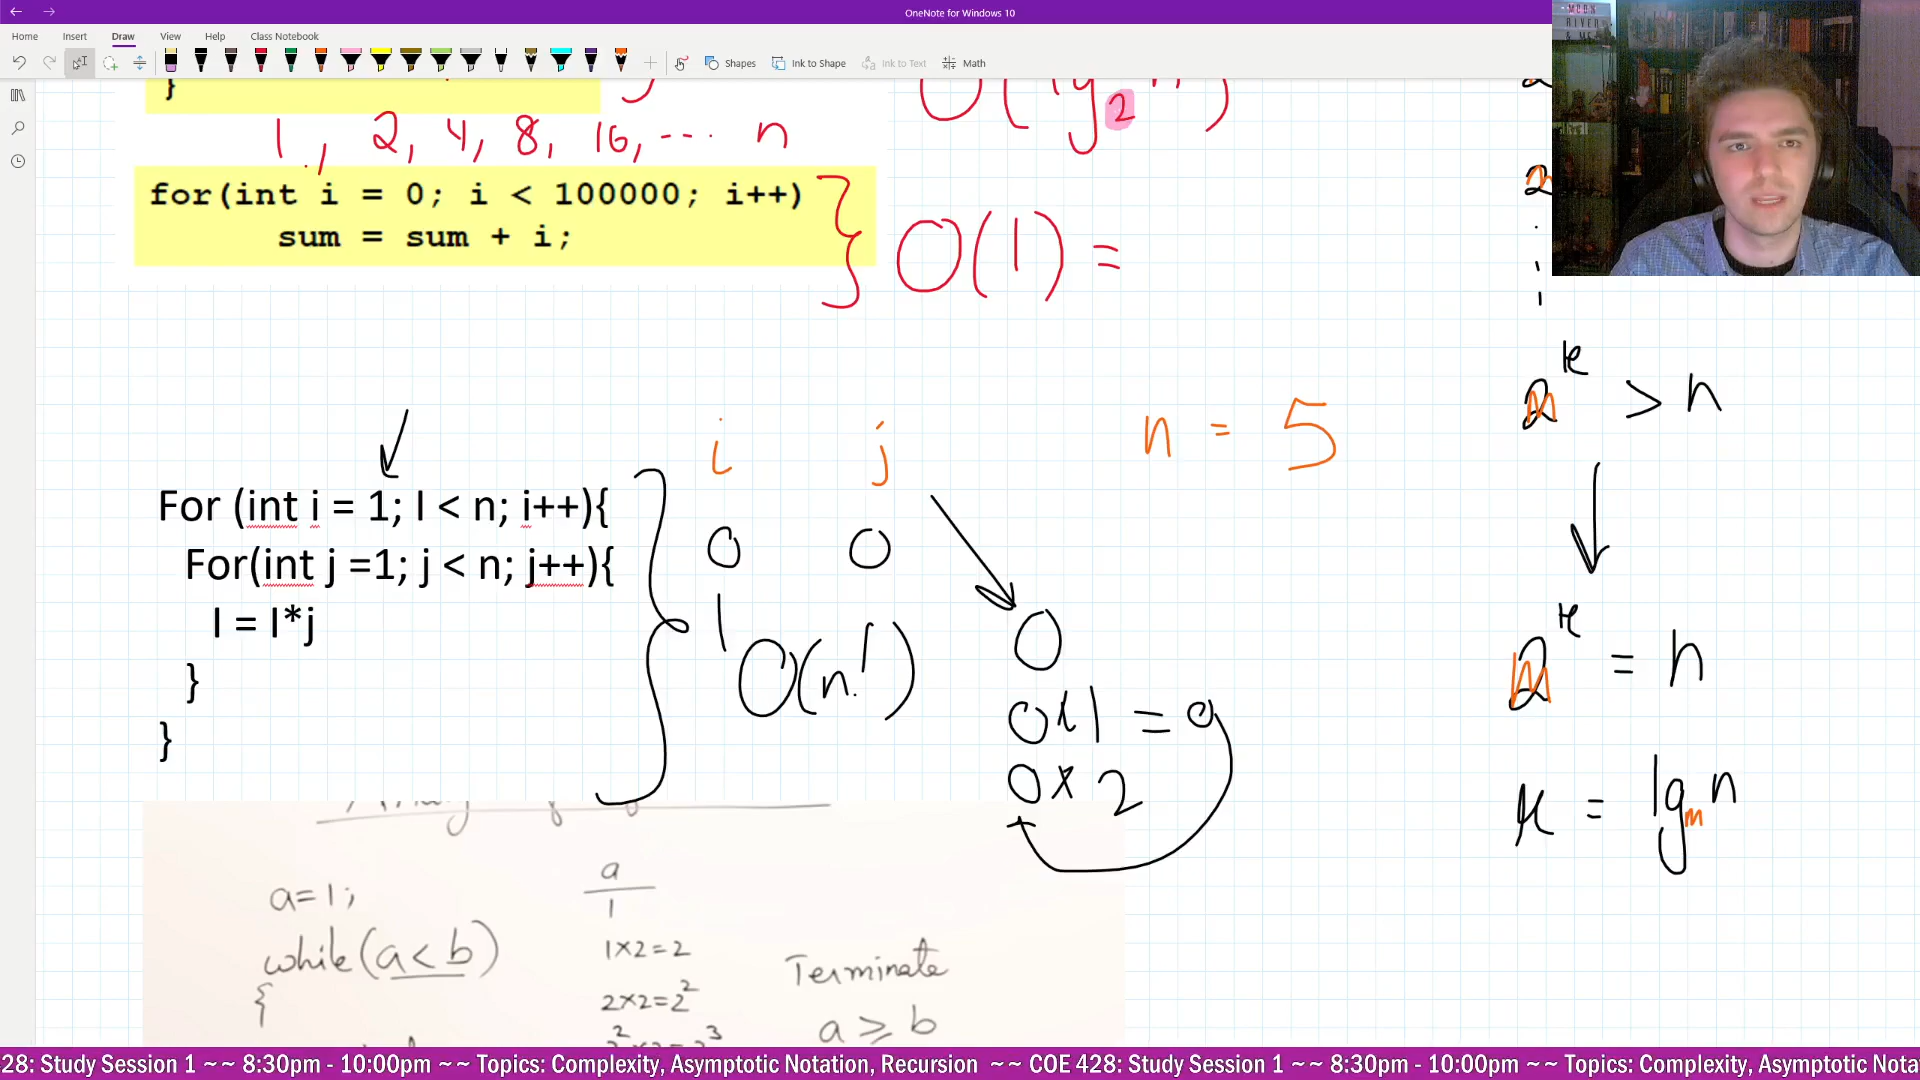 OneNote for Windows 10
Home Insert Draw View Help Class Notebook
Shapes Ink to Shape Ink to Text Math
}
O(lg2 n)
1, 2, 4, 8, 16, ... n
for(int i = 0; i < 100000; i++)
sum = sum + i;
O(1) =
2^k > n
i j n = 5
0 0
For (int i = 1; I < n; i++){
For(int j =1; j < n; j++){
I = I*j
}
}
1
O(n!)
0
0x1 = 0
0x2
m^k = n
k = lg m n
a=1;
while(a<b)
{
a
1
1x2=2
2x2=2²
Terminate
a ≥ b
28: Study Session 1 ~~ 8:30pm - 10:00pm ~~ Topics: Complexity, Asymptotic Notation, Recursion ~~ COE 428: Study Session 1 ~~ 8:30pm - 10:00pm ~~ Topics: Complexity, Asymptotic Nota